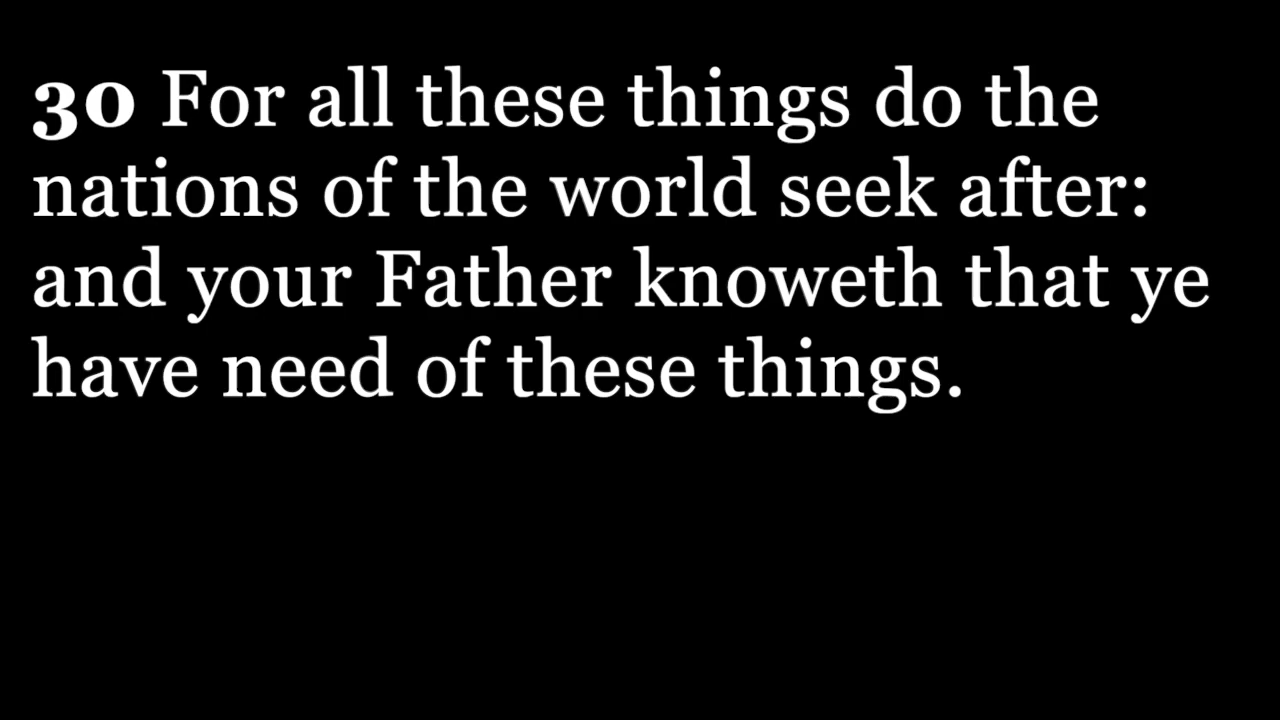 30 For all these things do the
nations of the world seek after:
and your Father knoweth that ye
have need of these things.